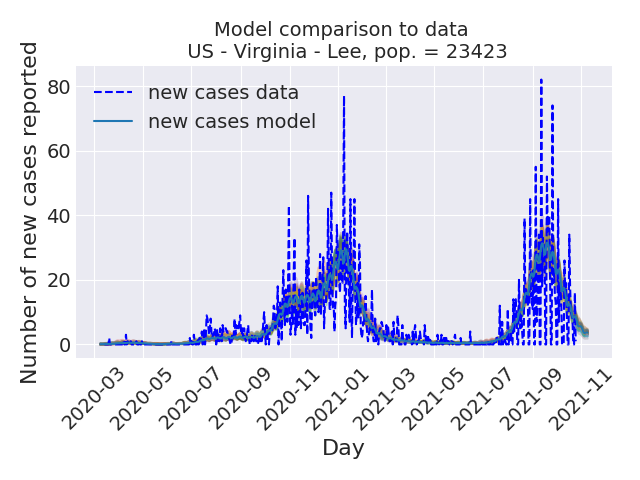 Model comparison to data
US - Virginia - Lee, pop. = 23423
Number of new cases reported
80
60
40
20
0
new cases data
new cases model
2020-03
2020-05
2020-07
2020-09
2020-11
2021-01
2021-03
2021-05
2021-07
2021-09
2021-11
Day